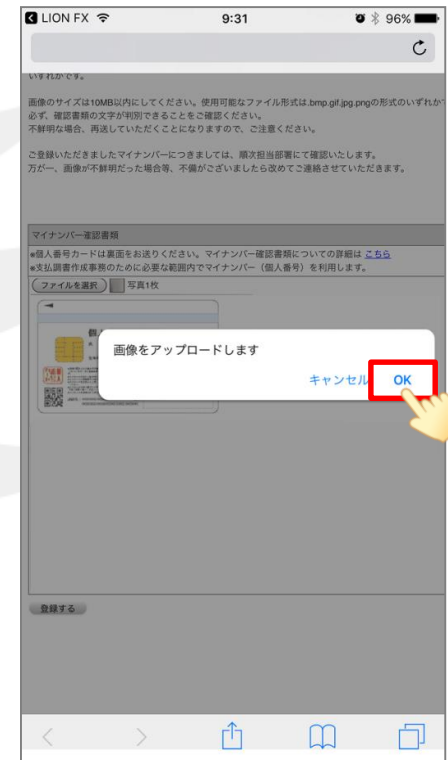 LION FX 9:31 96%
いずれかです。
画像のサイズは10MB以内にしてください。使用可能なファイル形式は.bmp.gif.jpg.pngの形式のいずれか
必ず、確認書類の文字が判別できることをご確認ください。
不鮮明な場合、再送していただくことになりますので、ご注意ください。
ご登録いただきましたマイナンバーにつきましては、順次担当部署にて確認いたします。
万が一、画像が不鮮明だった場合等、不備がございましたら改めてご連絡させていただきます。
マイナンバー確認書類
※個人番号カードは裏面をお送りください。マイナンバー確認書類についての詳細は こちら
※支払調書作成事務のために必要な範囲内でマイナンバー（個人番号）を利用します。
ファイルを選択 写真1枚
個
画像をアップロードします
キャンセル OK
登録する